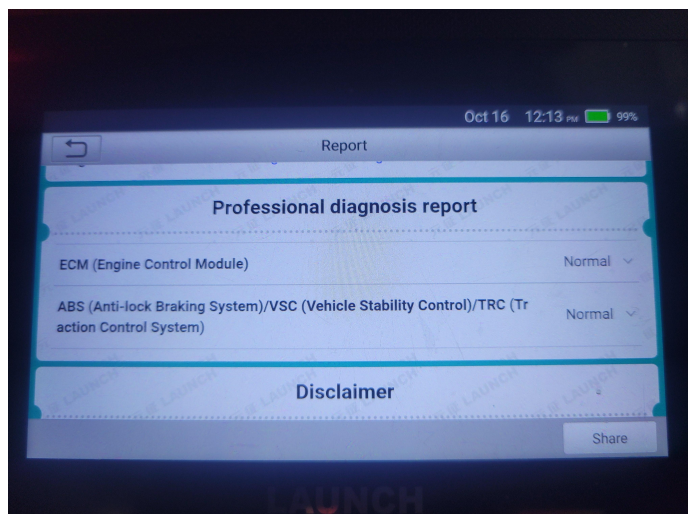 Oct 16 12:13 PM 99%
Report
Professional diagnosis report
ECM (Engine Control Module) Normal
ABS (Anti-lock Braking System)/VSC (Vehicle Stability Control)/TRC (Tr Normal
action Control System)
Disclaimer
Share
LAUNCH